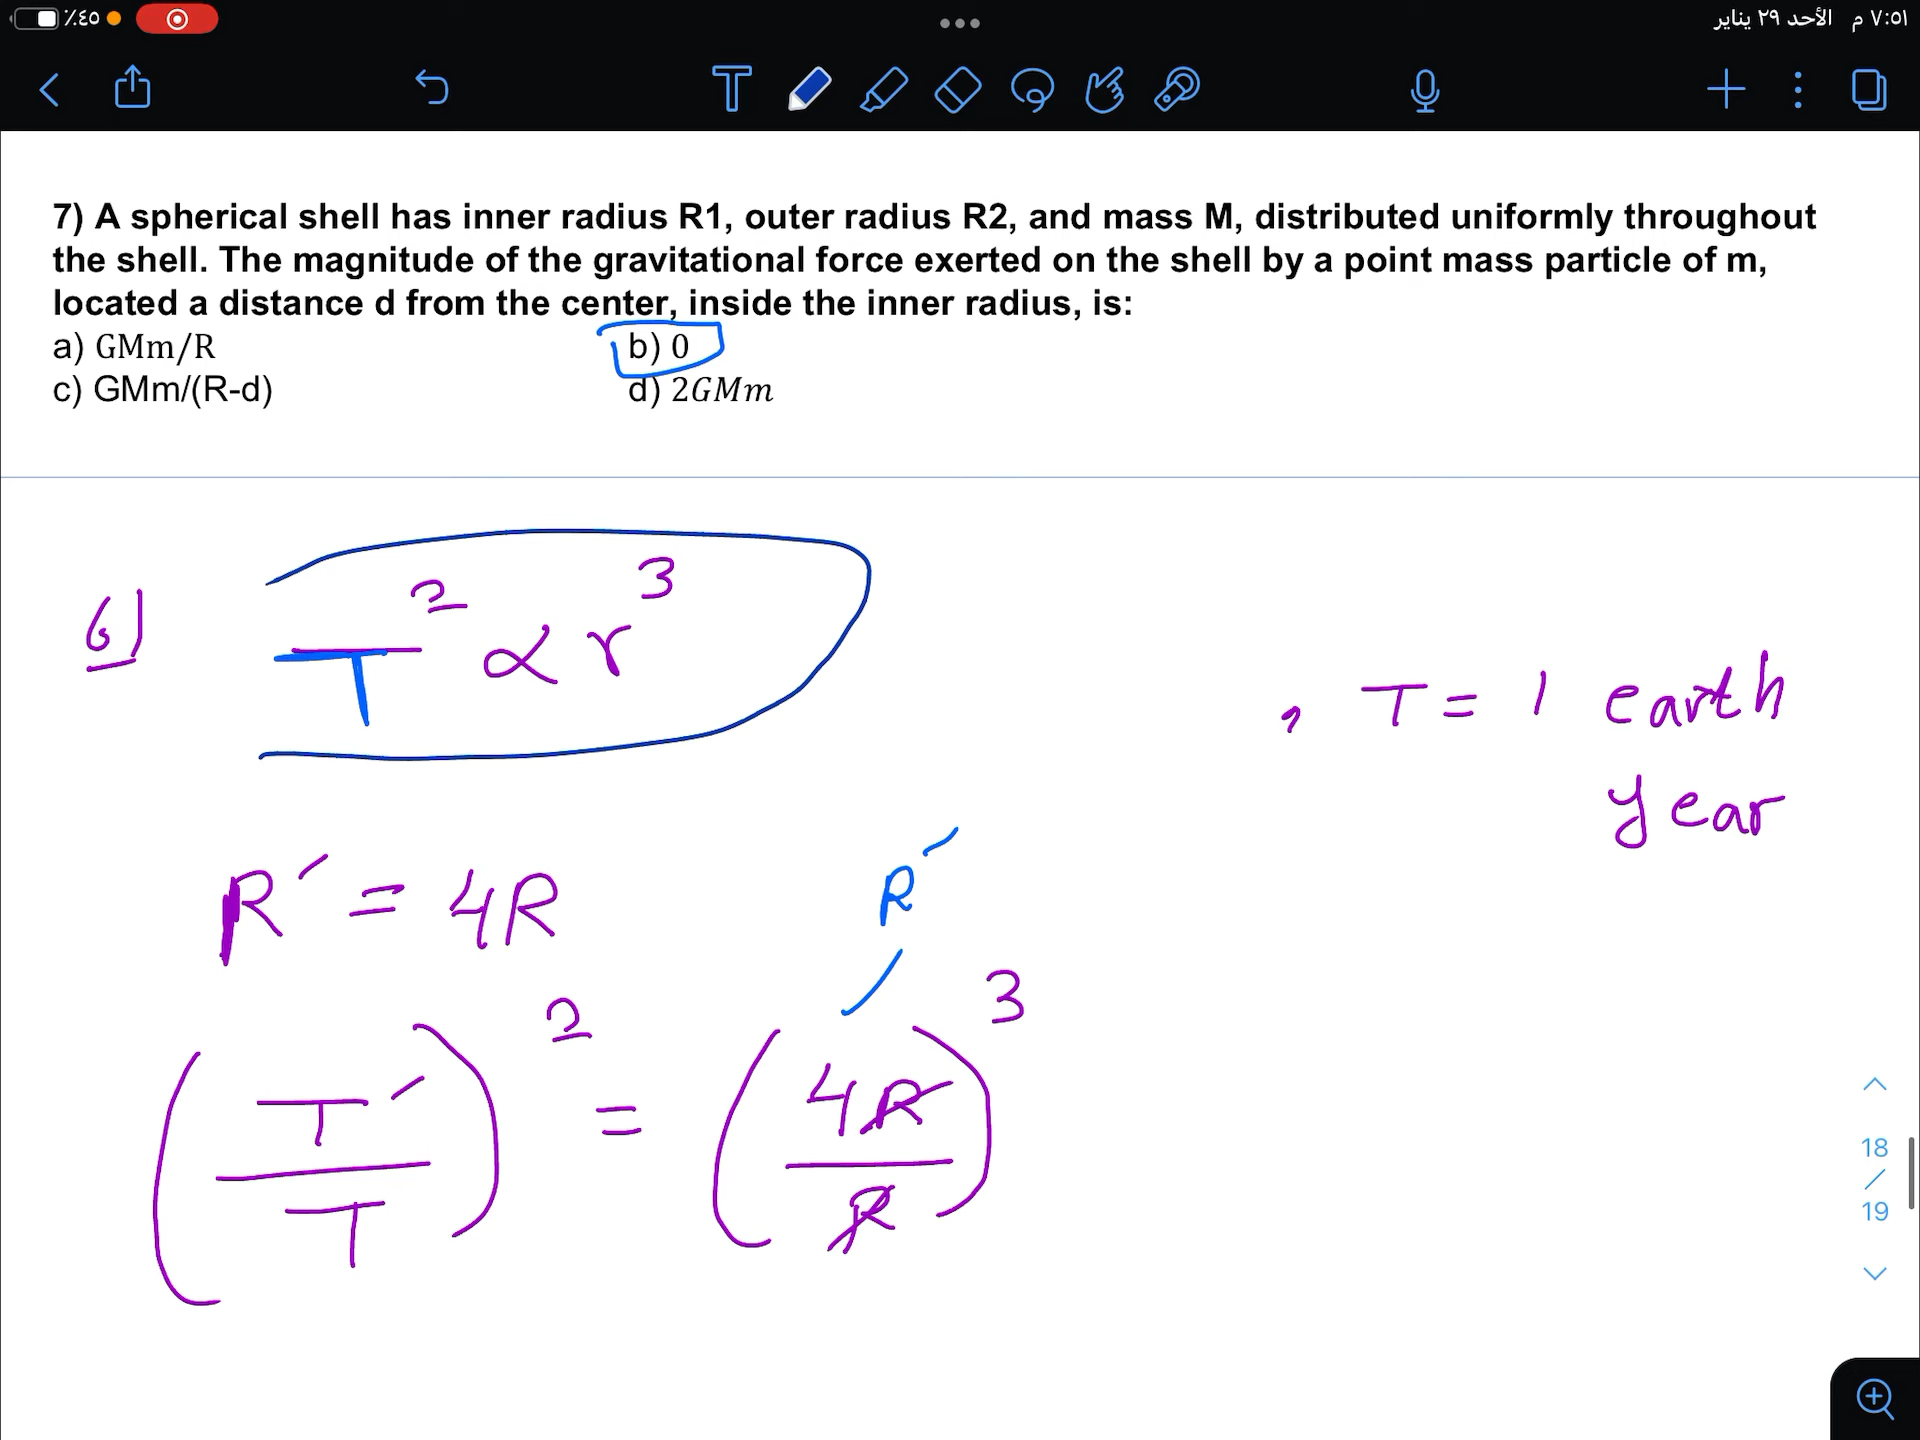 ٪٤٥
٧:٥١ م الأحد ٢٩ يناير
T
7) A spherical shell has inner radius R1, outer radius R2, and mass M, distributed uniformly throughout
the shell. The magnitude of the gravitational force exerted on the shell by a point mass particle of m,
located a distance d from the center, inside the inner radius, is:
a) GMm/R b) 0
c) GMm/(R-d) d) 2GMm
6) T² ∝ r³
, T = 1 earth
year
R′ = 4R
R′
(T′/T)² = (4R/R)³
18
/
19